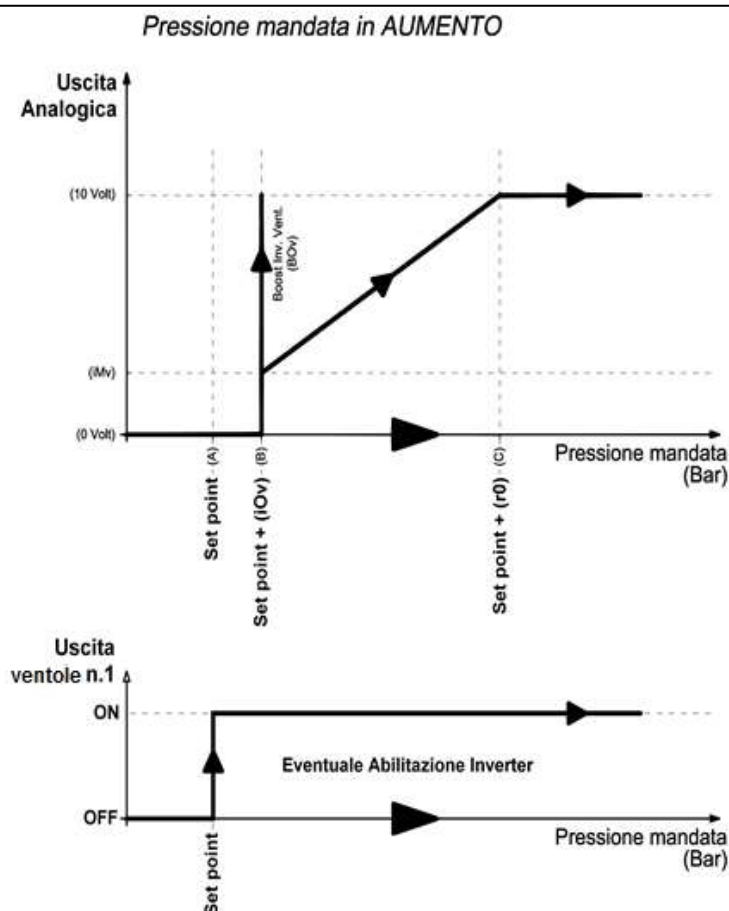 Pressione mandata in AUMENTO
Uscita
Analogica
(10 Volt)
Boost Inv. Vent.
(BOv)
(iMv)
(0 Volt)
Set point - (A)
Set point + (iOv) - (B)
Set point + (r0) - (C)
Pressione mandata
(Bar)
Uscita
ventole n.1
ON
Eventuale Abilitazione Inverter
OFF
Set point
Pressione mandata
(Bar)